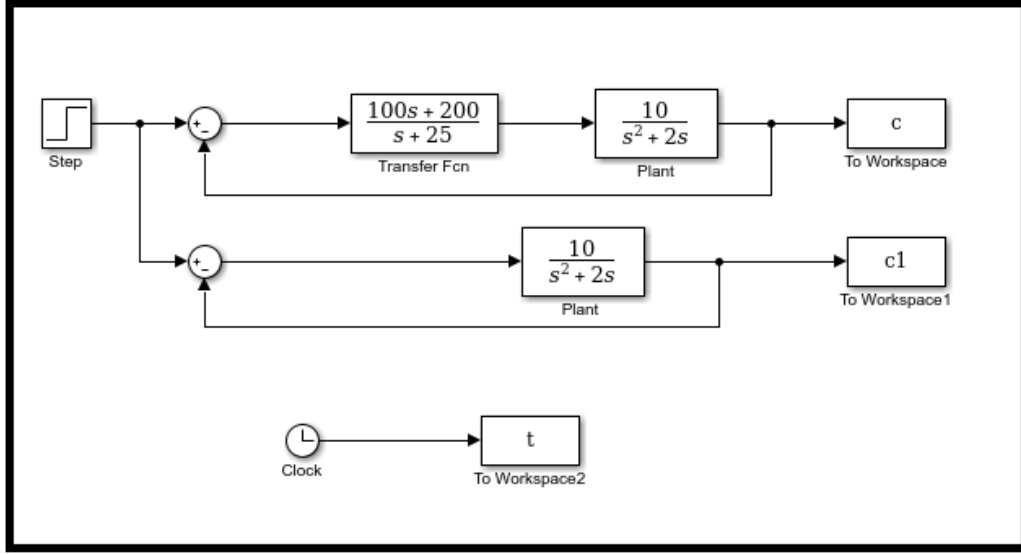 +
-
100s + 200
s + 25
10
s² + 2s
c
Step
Transfer Fcn
Plant
To Workspace
+
-
10
s² + 2s
c1
Plant
To Workspace1
t
Clock
To Workspace2